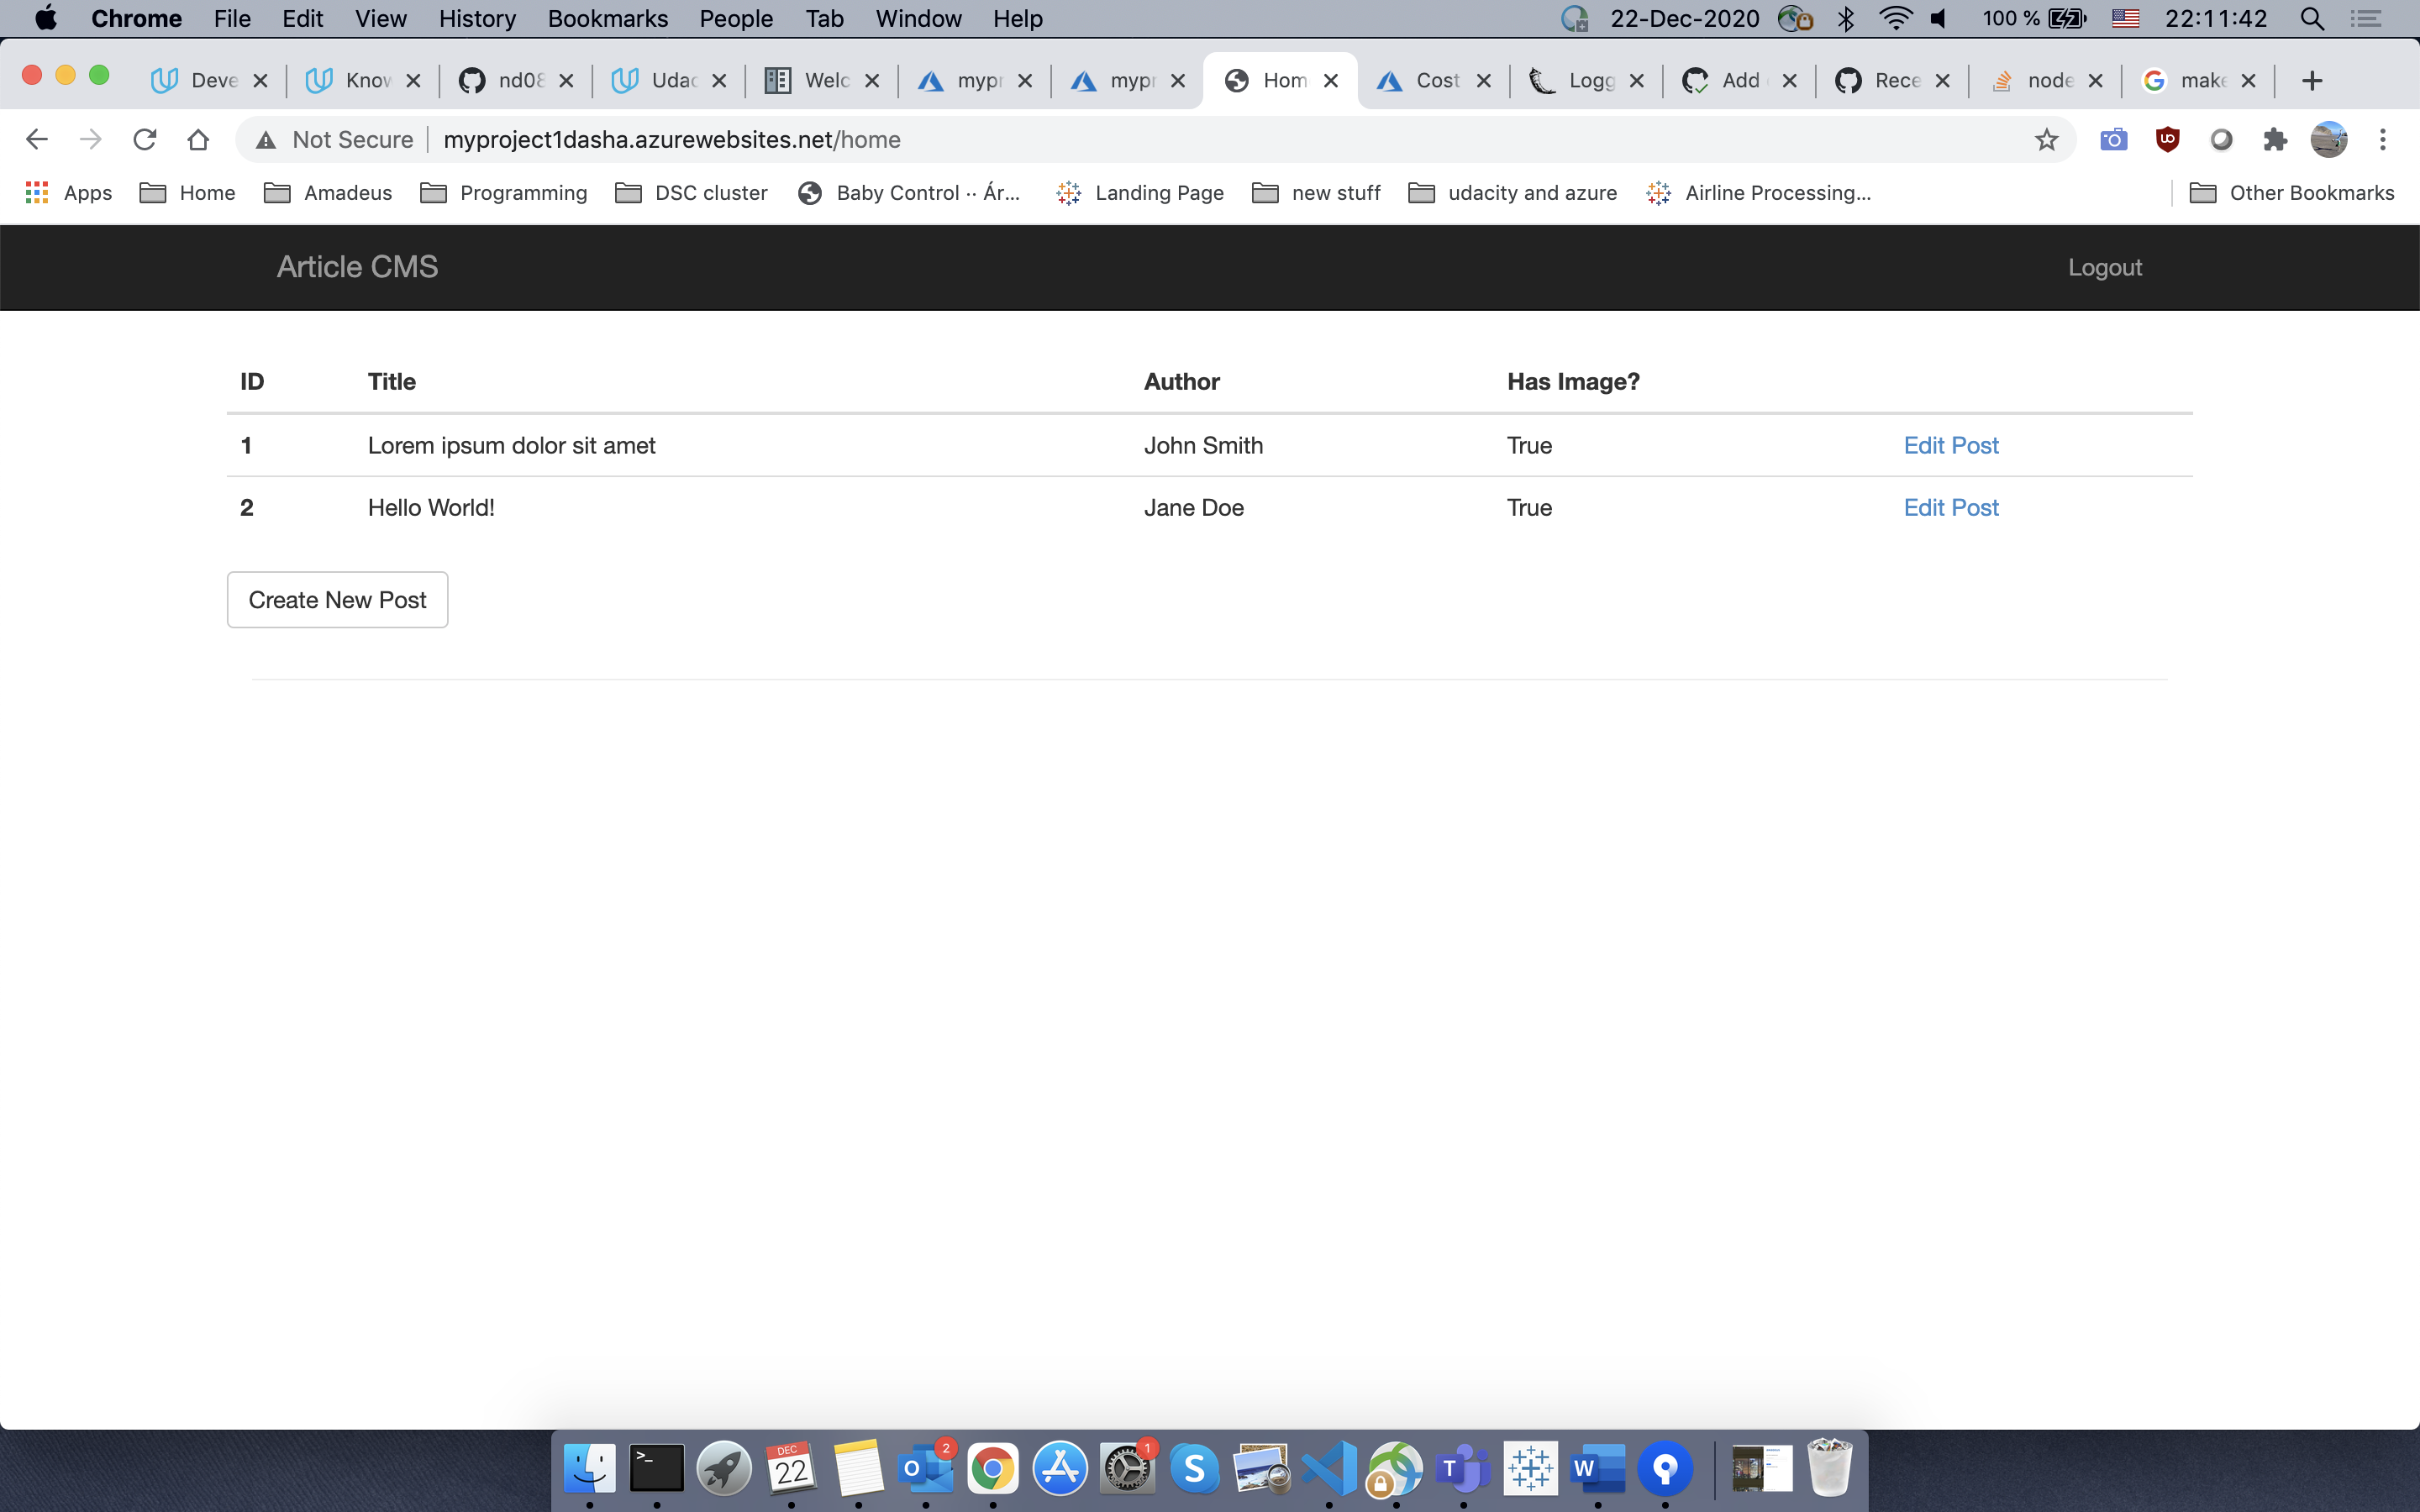 Chrome File Edit View History Bookmarks People Tab Window Help 22-Dec-2020 100 % 22:11:42
Deve Know nd08 Udac Welc mypr mypr Hom Cost Logg Add Rece node make
Not Secure myproject1dasha.azurewebsites.net/home
Apps Home Amadeus Programming DSC cluster Baby Control ·· Ár... Landing Page new stuff udacity and azure Airline Processing... Other Bookmarks
Article CMS Logout
ID Title Author Has Image?
1 Lorem ipsum dolor sit amet John Smith True Edit Post
2 Hello World! Jane Doe True Edit Post
Create New Post
DEC 22 2 1